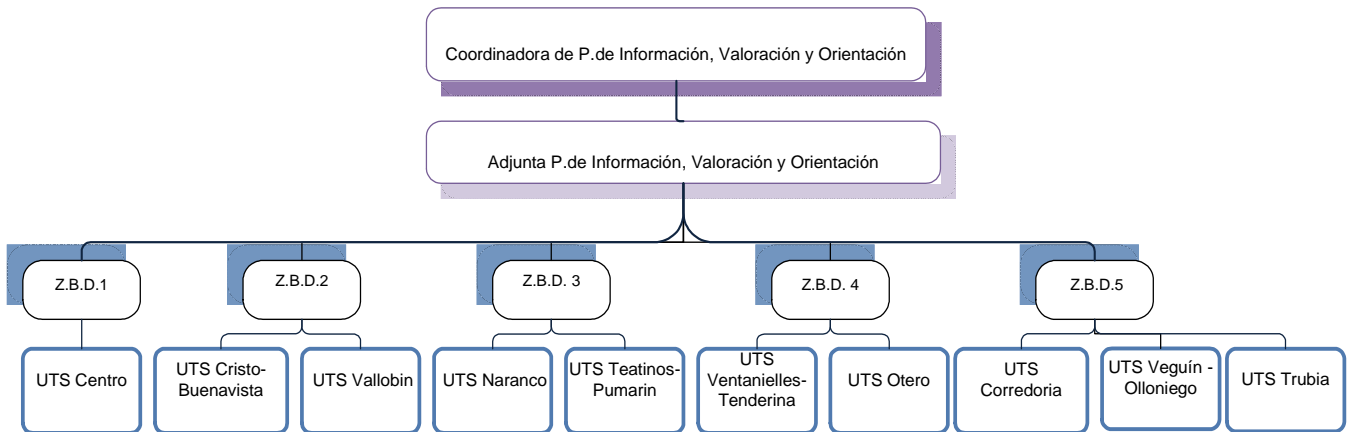 Coordinadora de P.de Información, Valoración y Orientación
Adjunta P.de Información, Valoración y Orientación
Z.B.D.1
Z.B.D.2
Z.B.D. 3
Z.B.D. 4
Z.B.D.5
UTS Centro
UTS Cristo-
Buenavista
UTS Vallobin
UTS Naranco
UTS Teatinos-
Pumarin
UTS
Ventanielles-
Tenderina
UTS Otero
UTS
Corredoria
UTS Veguín -
Olloniego
UTS Trubia